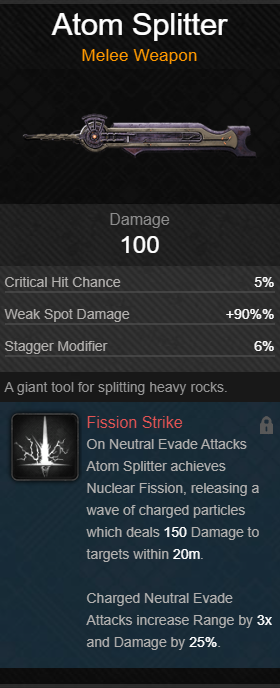 Atom Splitter
Melee Weapon
Damage
100
Critical Hit Chance 5%
Weak Spot Damage +90%%
Stagger Modifier 6%
A giant tool for splitting heavy rocks.
Fission Strike
On Neutral Evade Attacks
Atom Splitter achieves
Nuclear Fission, releasing a
wave of charged particles
which deals 150 Damage to
targets within 20m.
Charged Neutral Evade
Attacks increase Range by 3x
and Damage by 25%.